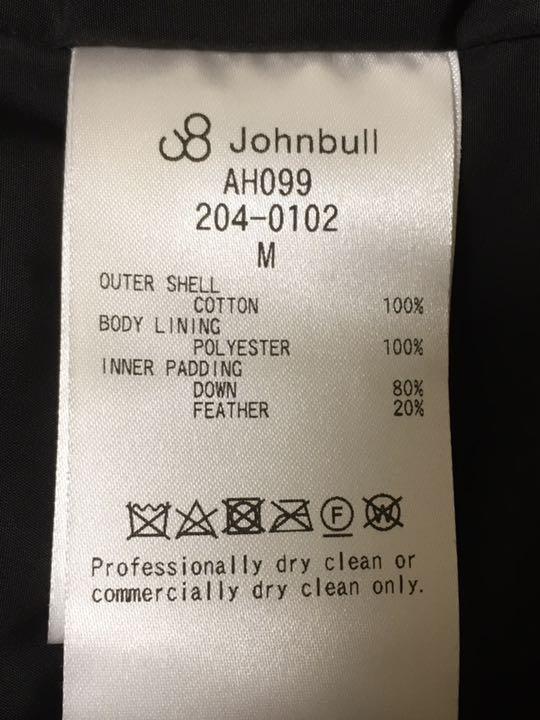 Johnbull
AH099
204-0102
M
OUTER SHELL
COTTON 100%
BODY LINING
POLYESTER 100%
INNER PADDING
DOWN 80%
FEATHER 20%
F W
Professionally dry clean or
commercially dry clean only.